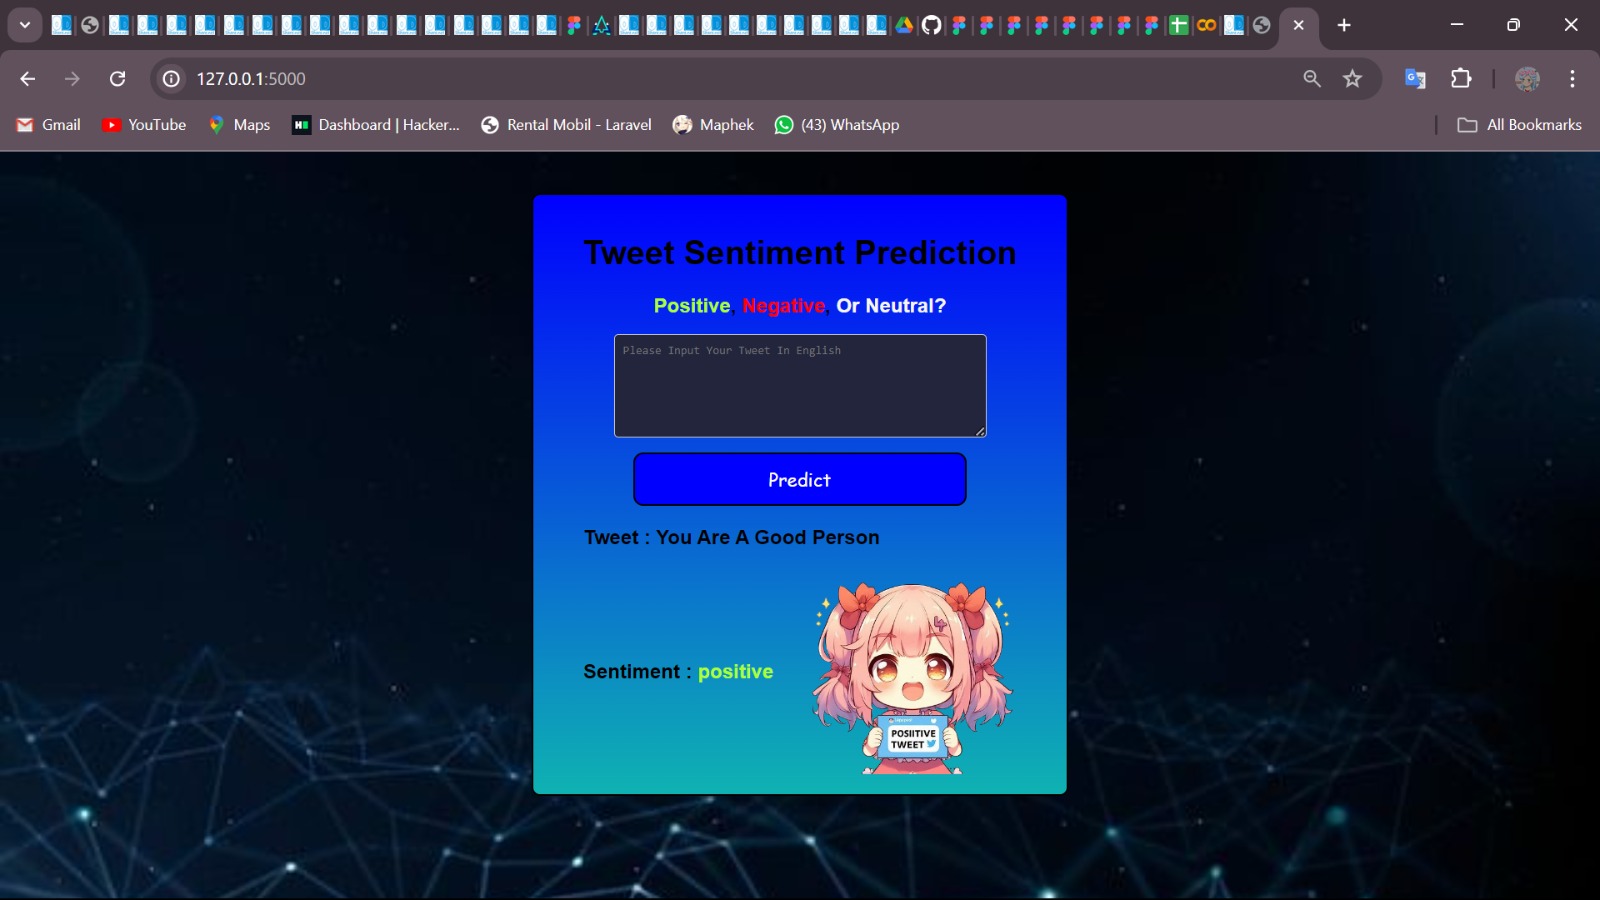 127.0.0.1:5000
Gmail
YouTube
Maps
Dashboard | Hacker...
Rental Mobil - Laravel
Maphek
(43) WhatsApp
All Bookmarks
Tweet Sentiment Prediction
Positive, Negative, Or Neutral?
Please Input Your Tweet In English
Predict
Tweet : You Are A Good Person
Sentiment : positive
POSIITIVE
TWEET